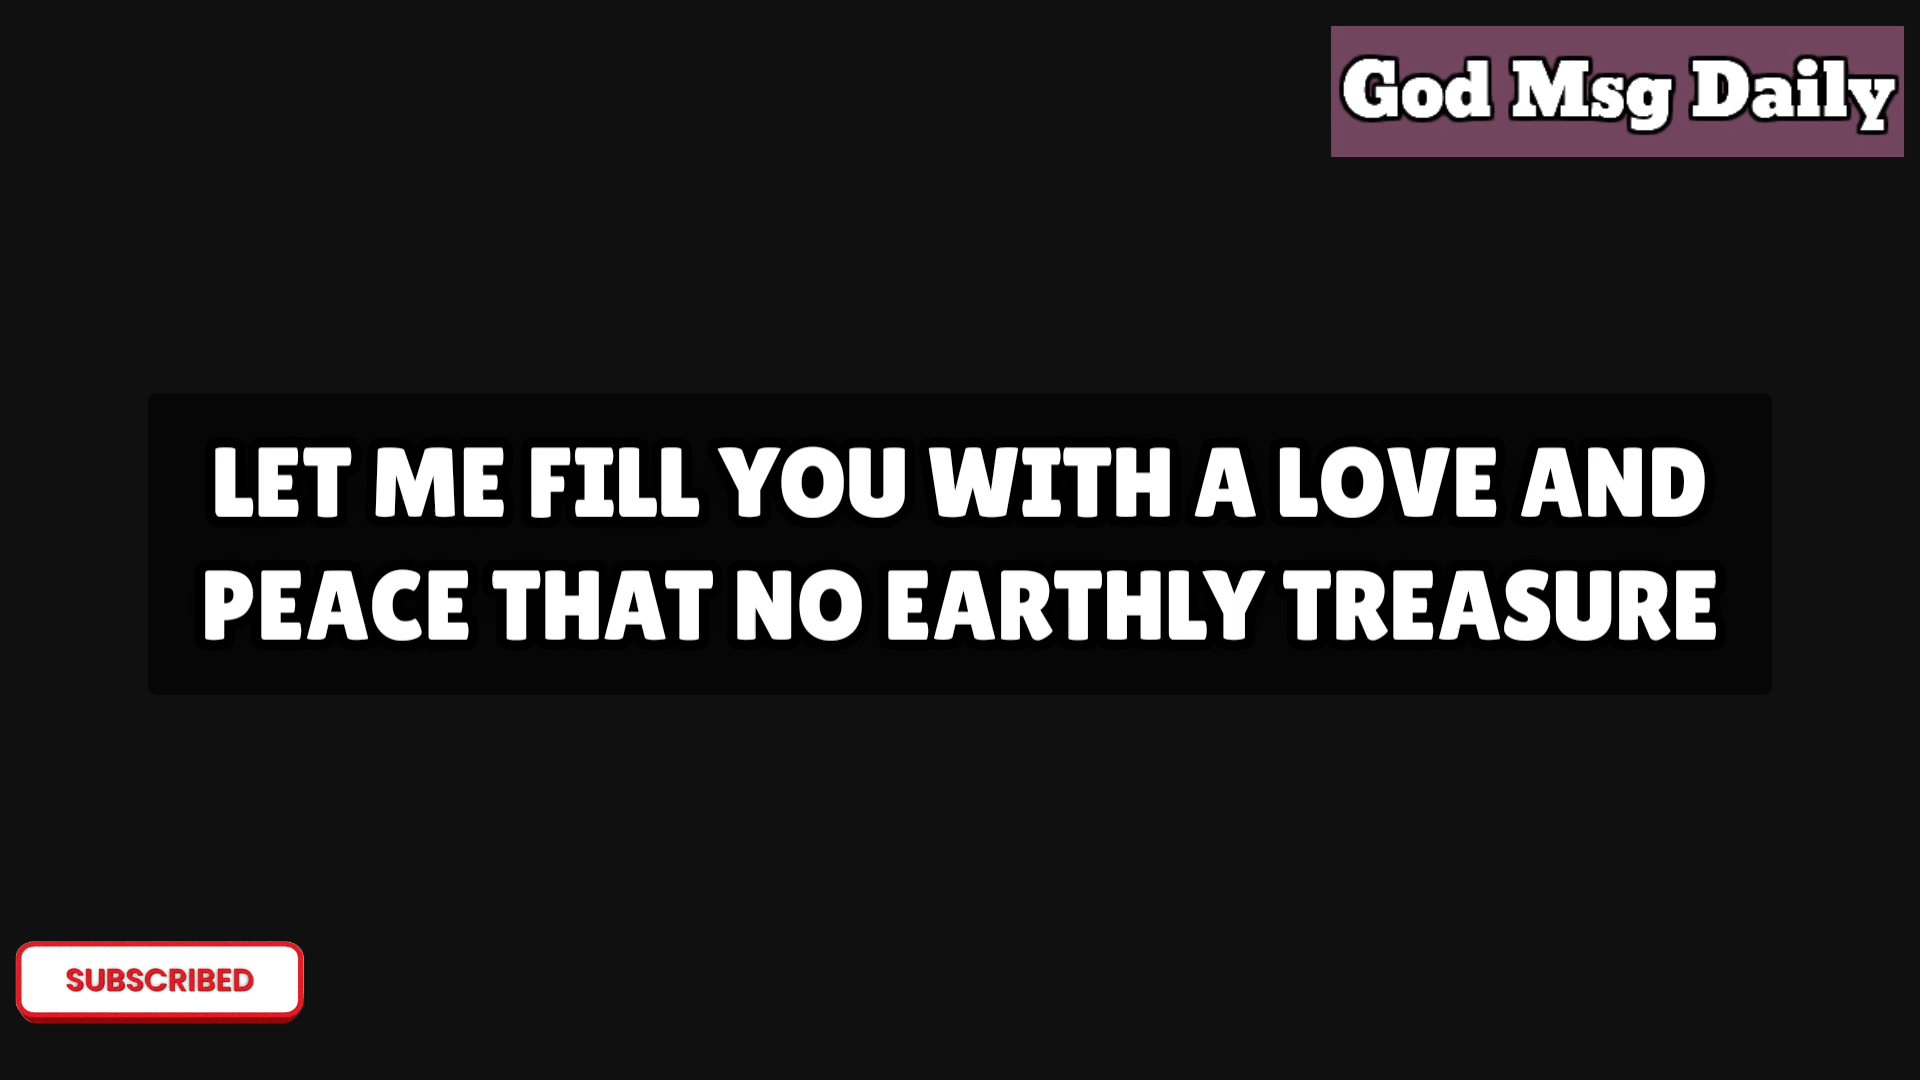 God Msg Daily
LET ME FILL YOU WITH A LOVE AND
PEACE THAT NO EARTHLY TREASURE
SUBSCRIBED